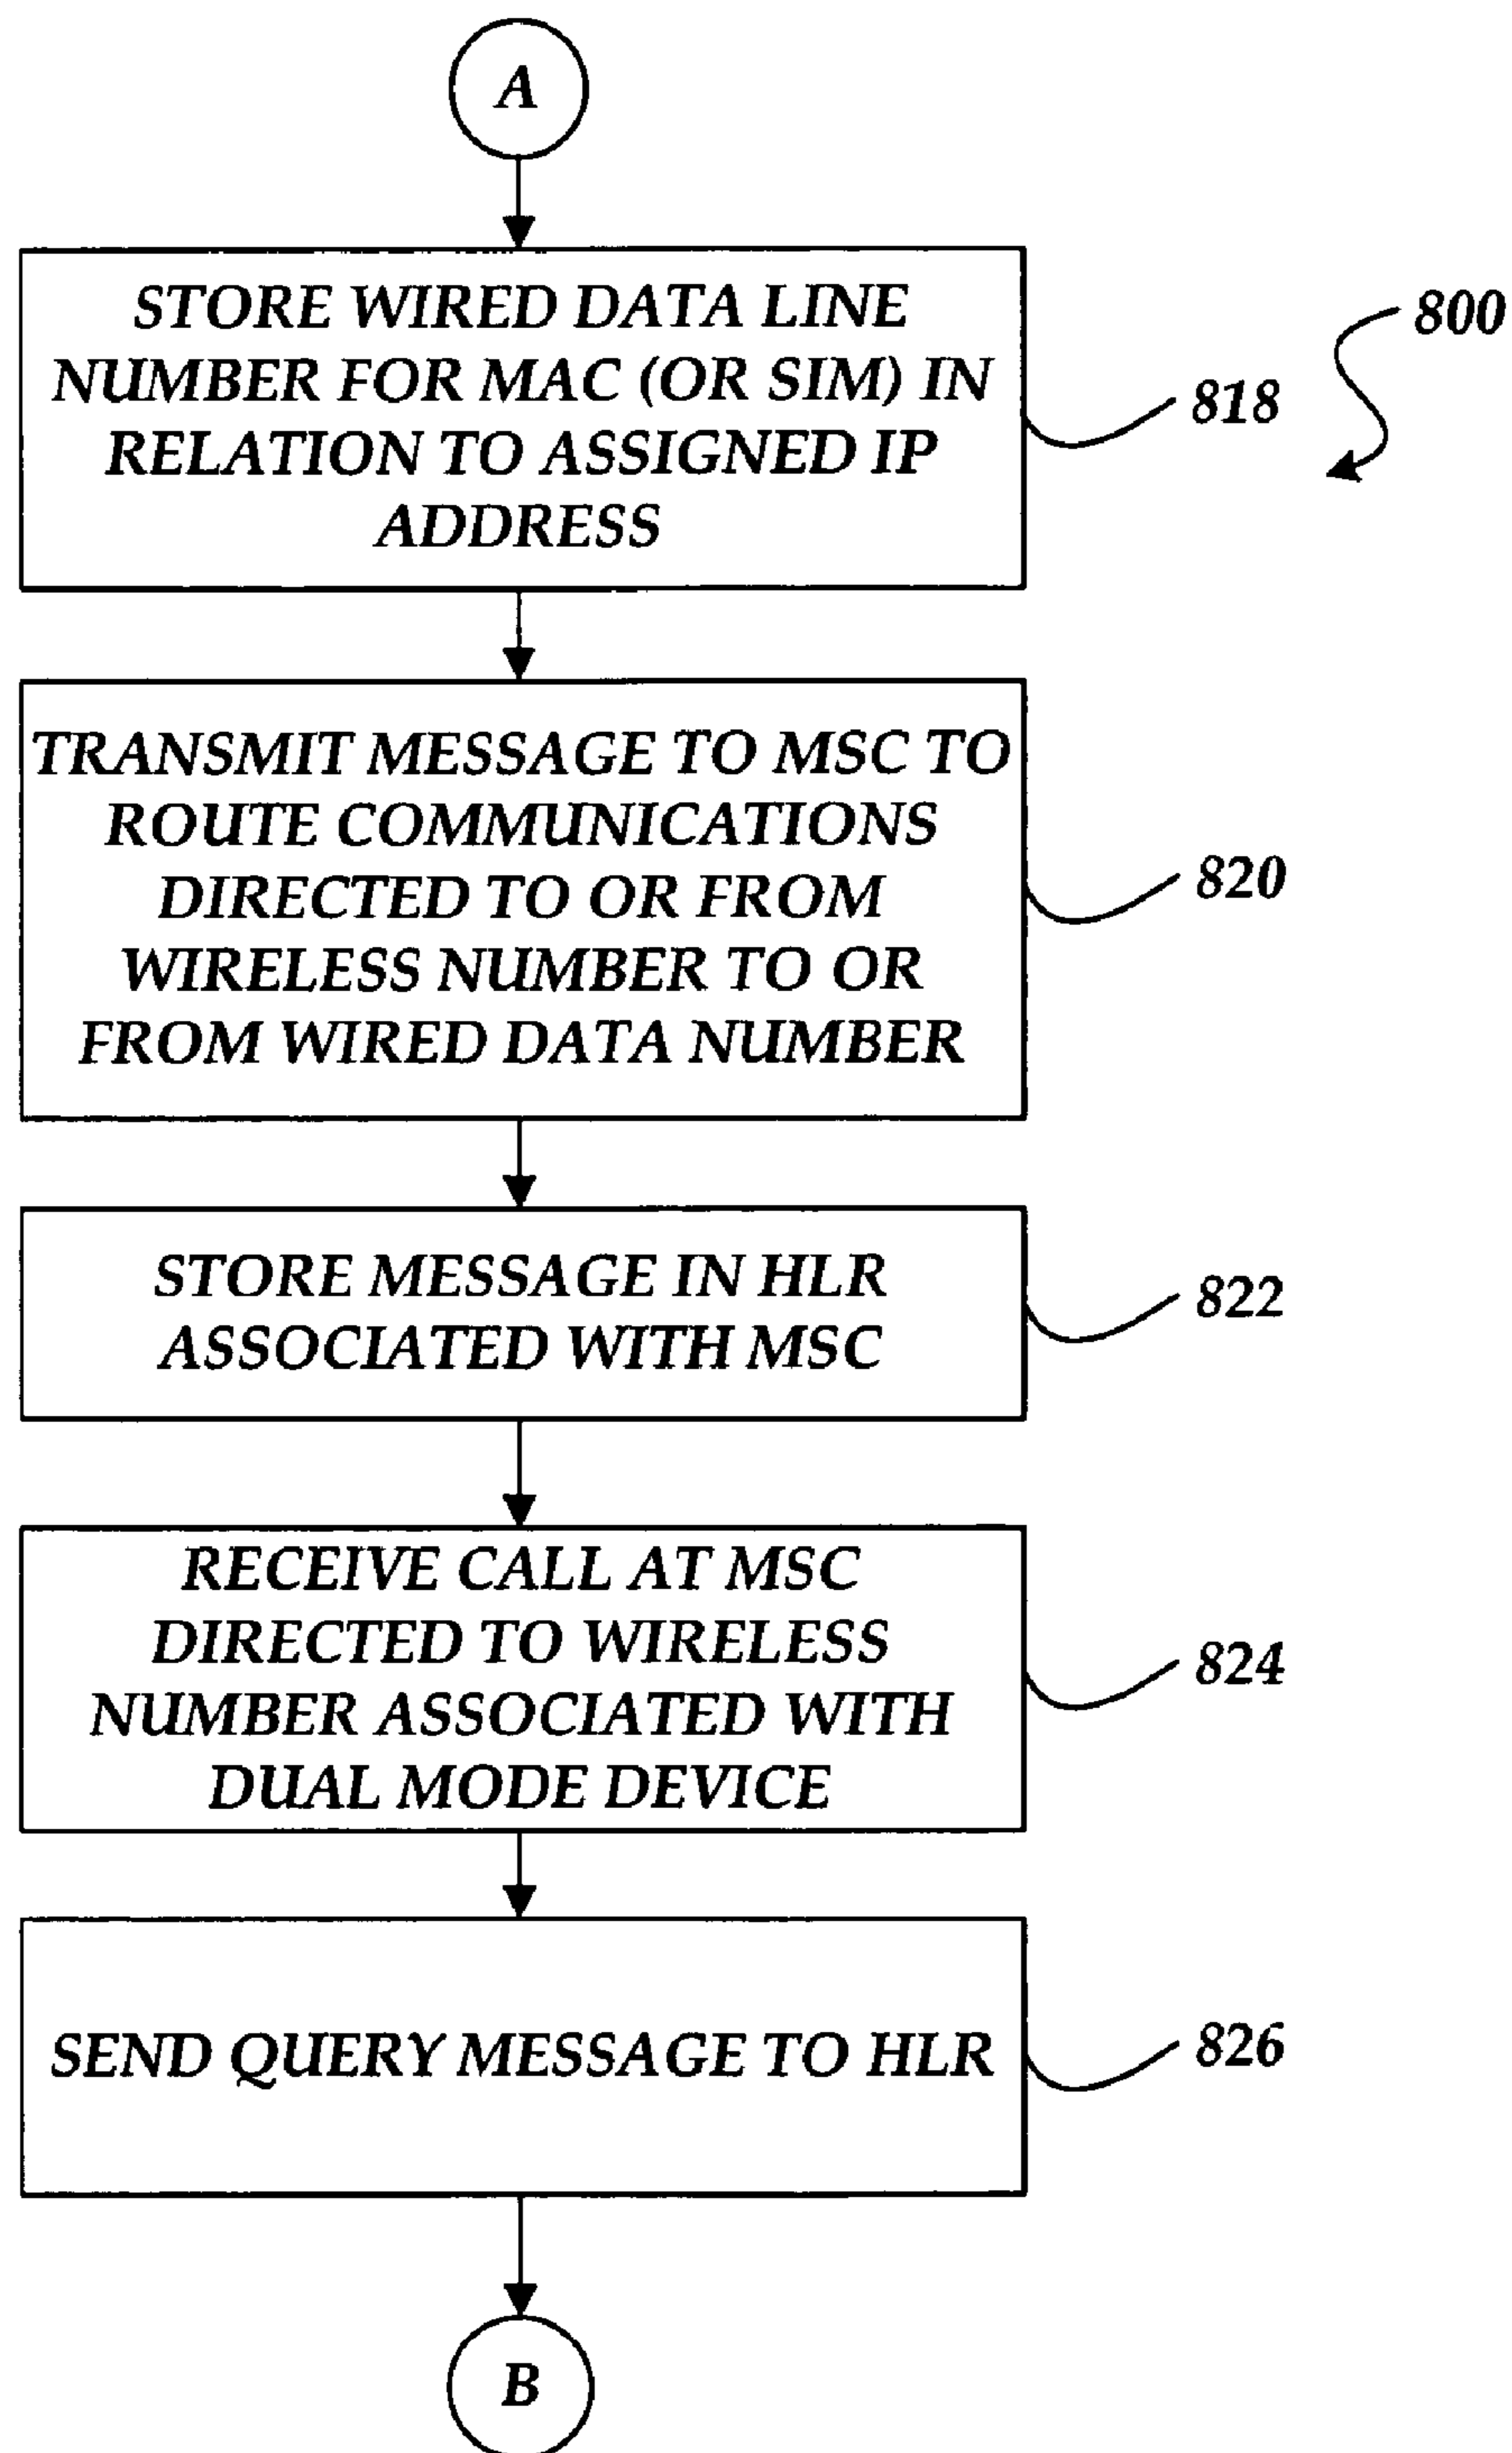 A
STORE WIRED DATA LINE
NUMBER FOR MAC (OR SIM) IN
RELATION TO ASSIGNED IP
ADDRESS
800
818
TRANSMIT MESSAGE TO MSC TO
ROUTE COMMUNICATIONS
DIRECTED TO OR FROM
WIRELESS NUMBER TO OR
FROM WIRED DATA NUMBER
820
STORE MESSAGE IN HLR
ASSOCIATED WITH MSC
822
RECEIVE CALL AT MSC
DIRECTED TO WIRELESS
NUMBER ASSOCIATED WITH
DUAL MODE DEVICE
824
SEND QUERY MESSAGE TO HLR
826
B